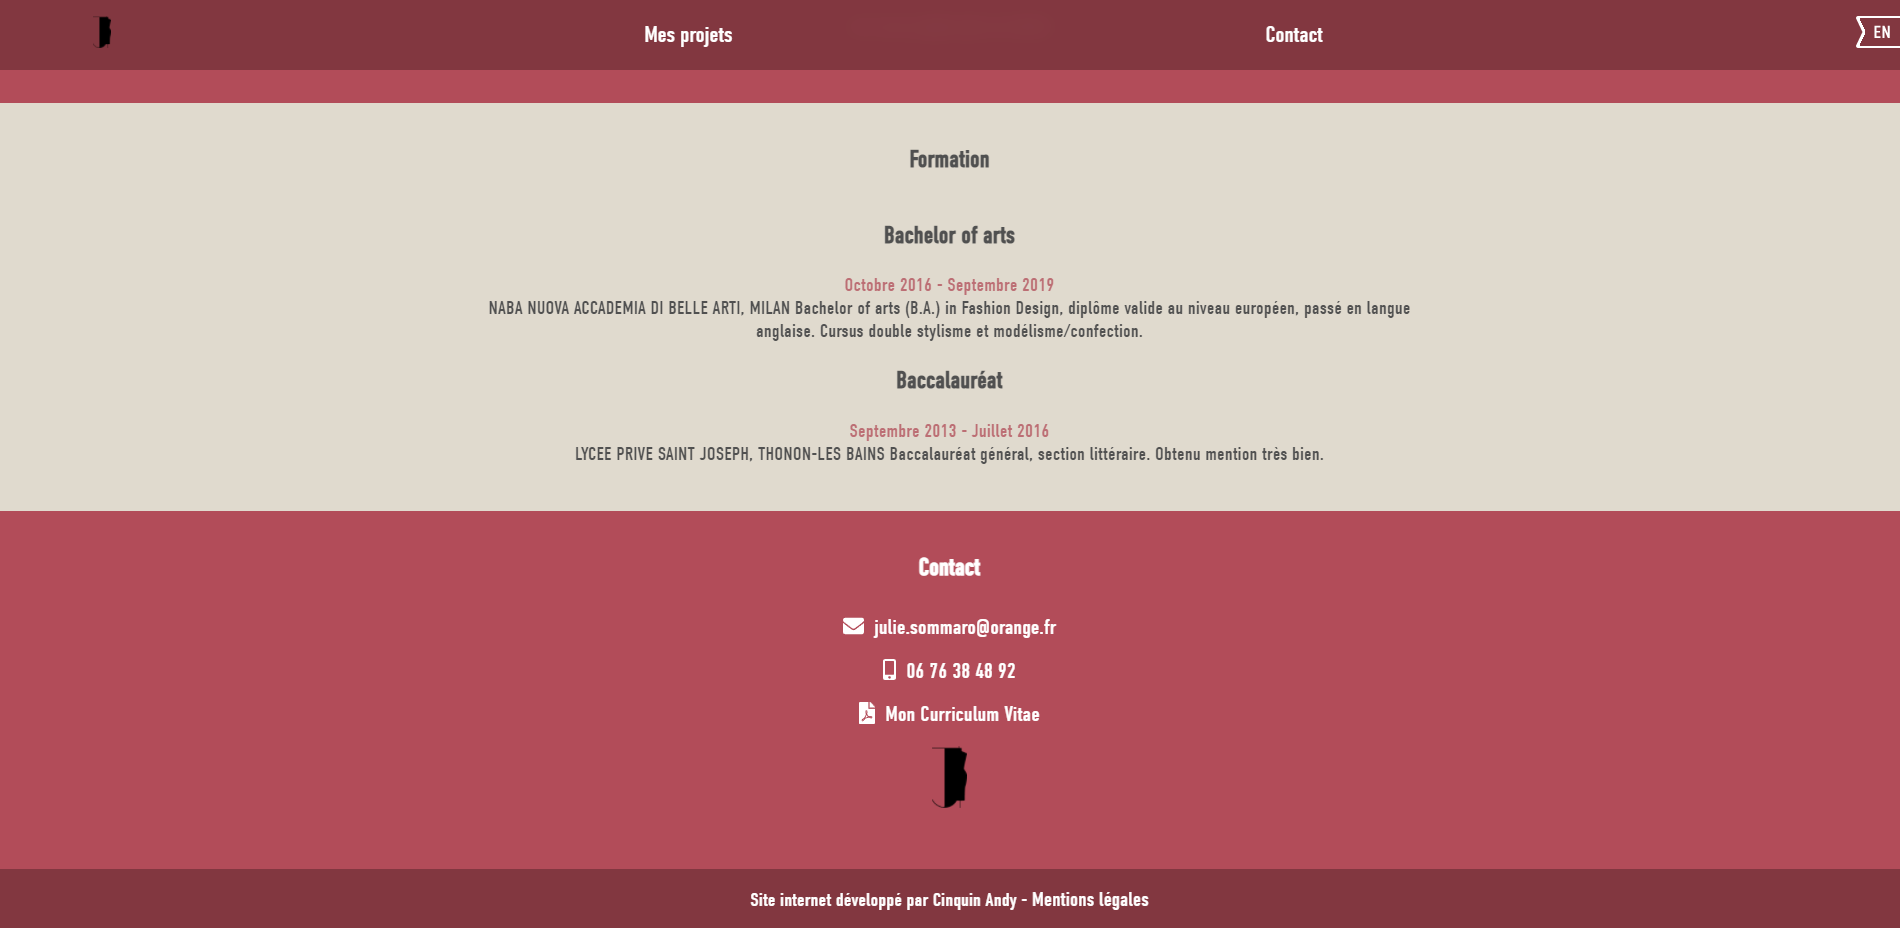 Mes projets
Contact
EN
Formation
Bachelor of arts
Octobre 2016 - Septembre 2019
NABA NUOVA ACCADEMIA DI BELLE ARTI, MILAN Bachelor of arts (B.A.) in Fashion Design, diplôme valide au niveau européen, passé en langue
anglaise. Cursus double stylisme et modélisme/confection.
Baccalauréat
Septembre 2013 - Juillet 2016
LYCEE PRIVE SAINT JOSEPH, THONON-LES BAINS Baccalauréat général, section littéraire. Obtenu mention très bien.
Contact
julie.sommaro@orange.fr
06 76 38 48 92
Mon Curriculum Vitae
Site internet développé par Cinquin Andy - Mentions légales